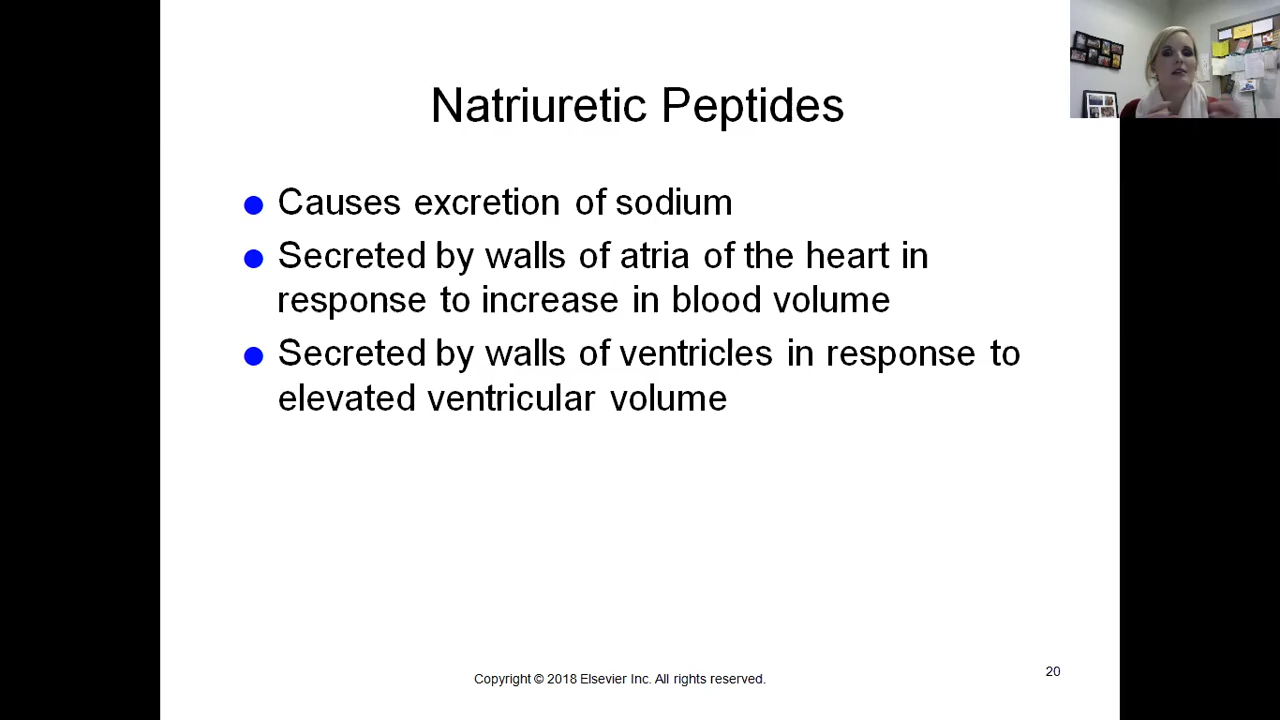 Natriuretic Peptides
Causes excretion of sodium
Secreted by walls of atria of the heart in
response to increase in blood volume
Secreted by walls of ventricles in response to
elevated ventricular volume
Copyright © 2018 Elsevier Inc. All rights reserved.
20